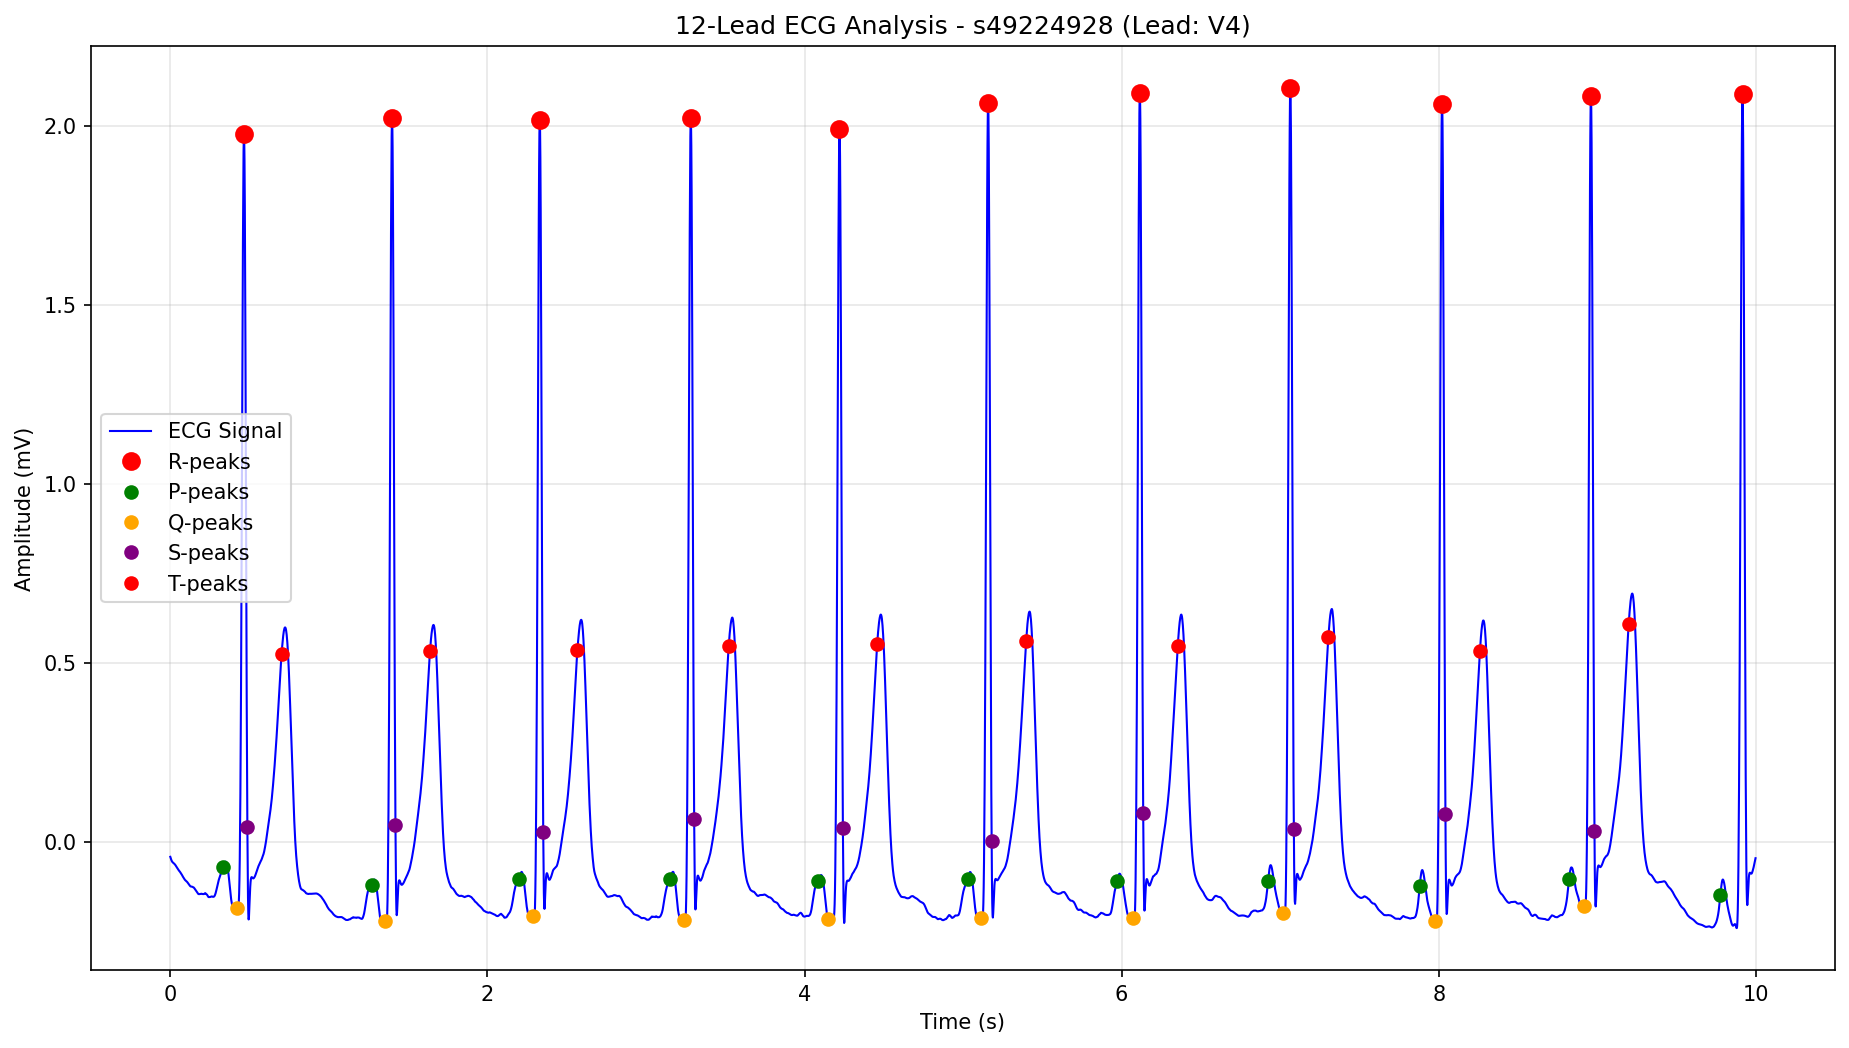 12-Lead ECG Analysis - s49224928 (Lead: V4)
Amplitude (mV)
2.0
1.5
1.0
0.5
0.0
ECG Signal
R-peaks
P-peaks
Q-peaks
S-peaks
T-peaks
0 2 4 6 8 10
Time (s)